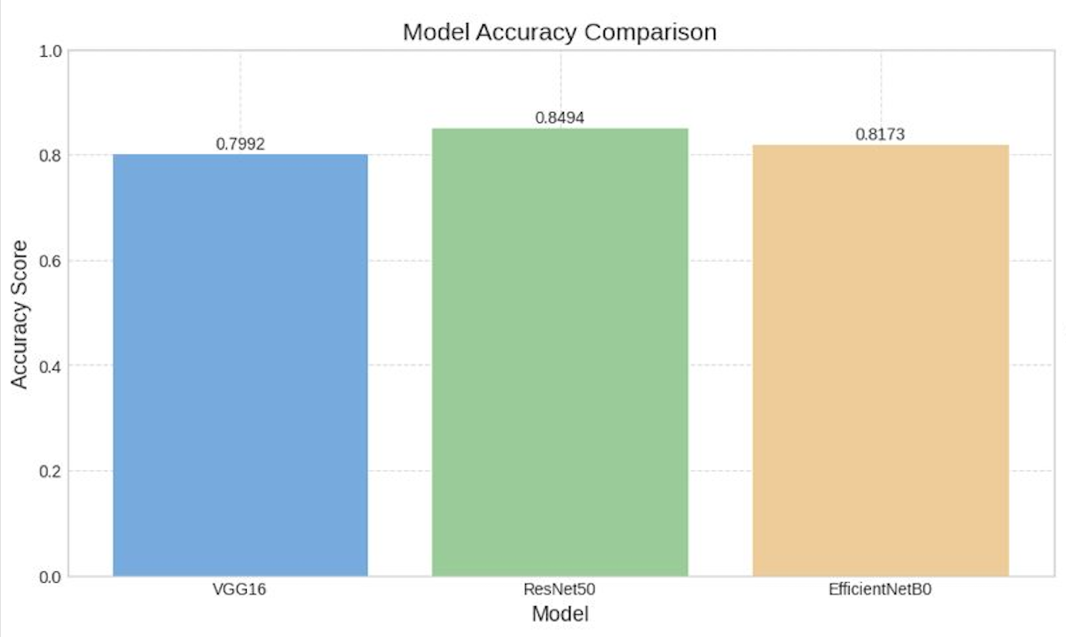 Model Accuracy Comparison
Accuracy Score
1.0
0.8
0.6
0.4
0.2
0.0
0.7992
0.8494
0.8173
VGG16
ResNet50
EfficientNetB0
Model